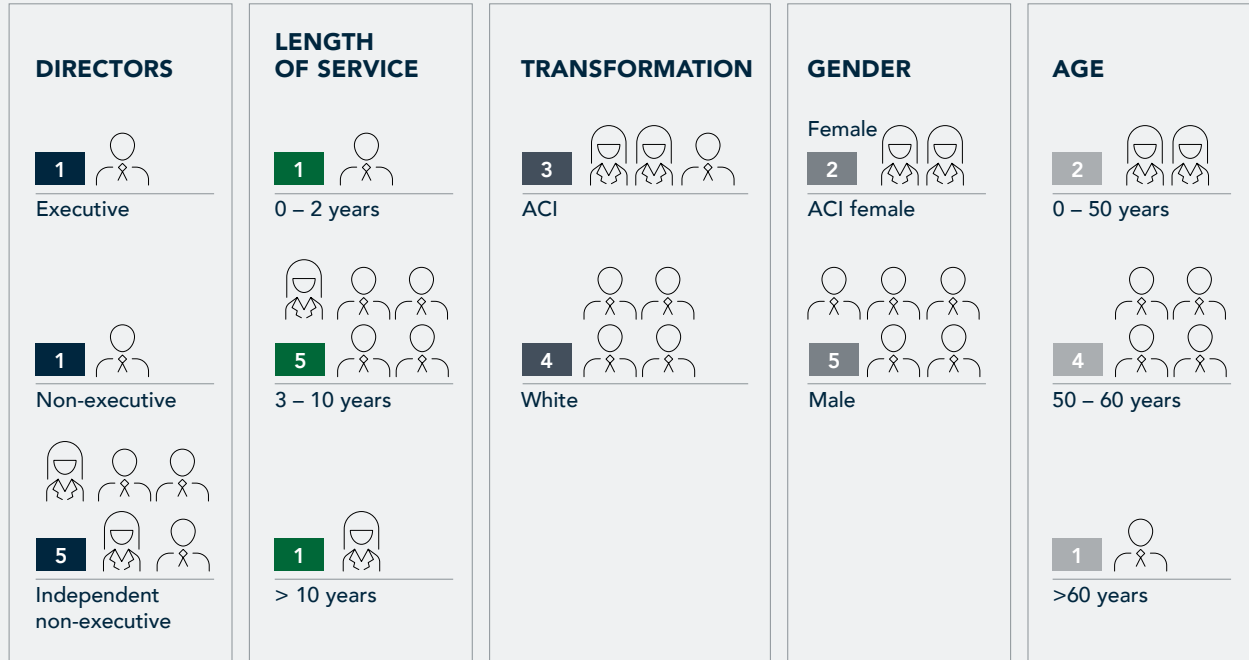 DIRECTORS
1
Executive
1
Non-executive
5
Independent
non-executive
LENGTH
OF SERVICE
1
0 – 2 years
5
3 – 10 years
1
> 10 years
TRANSFORMATION
3
ACI
4
White
GENDER
Female
2
ACI female
5
Male
AGE
2
0 – 50 years
4
50 – 60 years
1
>60 years